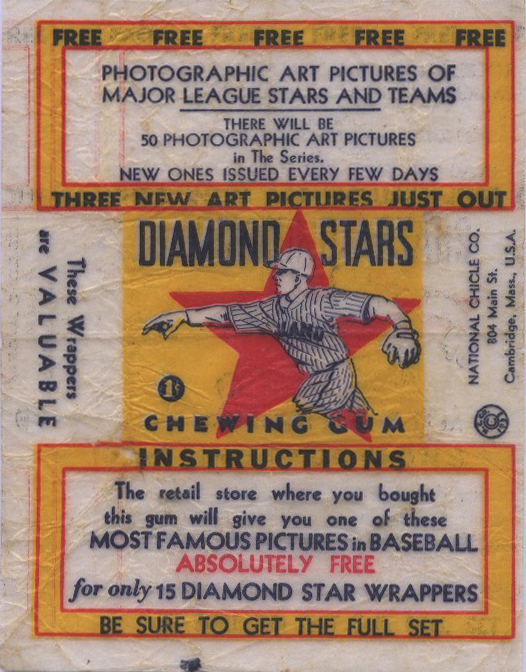 FREE FREE FREE FREE FREE
PHOTOGRAPHIC ART PICTURES OF
MAJOR LEAGUE STARS AND TEAMS
THERE WILL BE
50 PHOTOGRAPHIC ART PICTURES
in The Series.
NEW ONES ISSUED EVERY FEW DAYS
THREE NEW ART PICTURES JUST OUT
These Wrappers
are VALUABLE
DIAMOND STARS
1¢
CHEWING GUM
NATIONAL CHICLE CO.
804 Main St.
Cambridge, Mass., U.S.A.
INSTRUCTIONS
The retail store where you bought
this gum will give you one of these
MOST FAMOUS PICTURES in BASEBALL
ABSOLUTELY FREE
for only 15 DIAMOND STAR WRAPPERS
BE SURE TO GET THE FULL SET